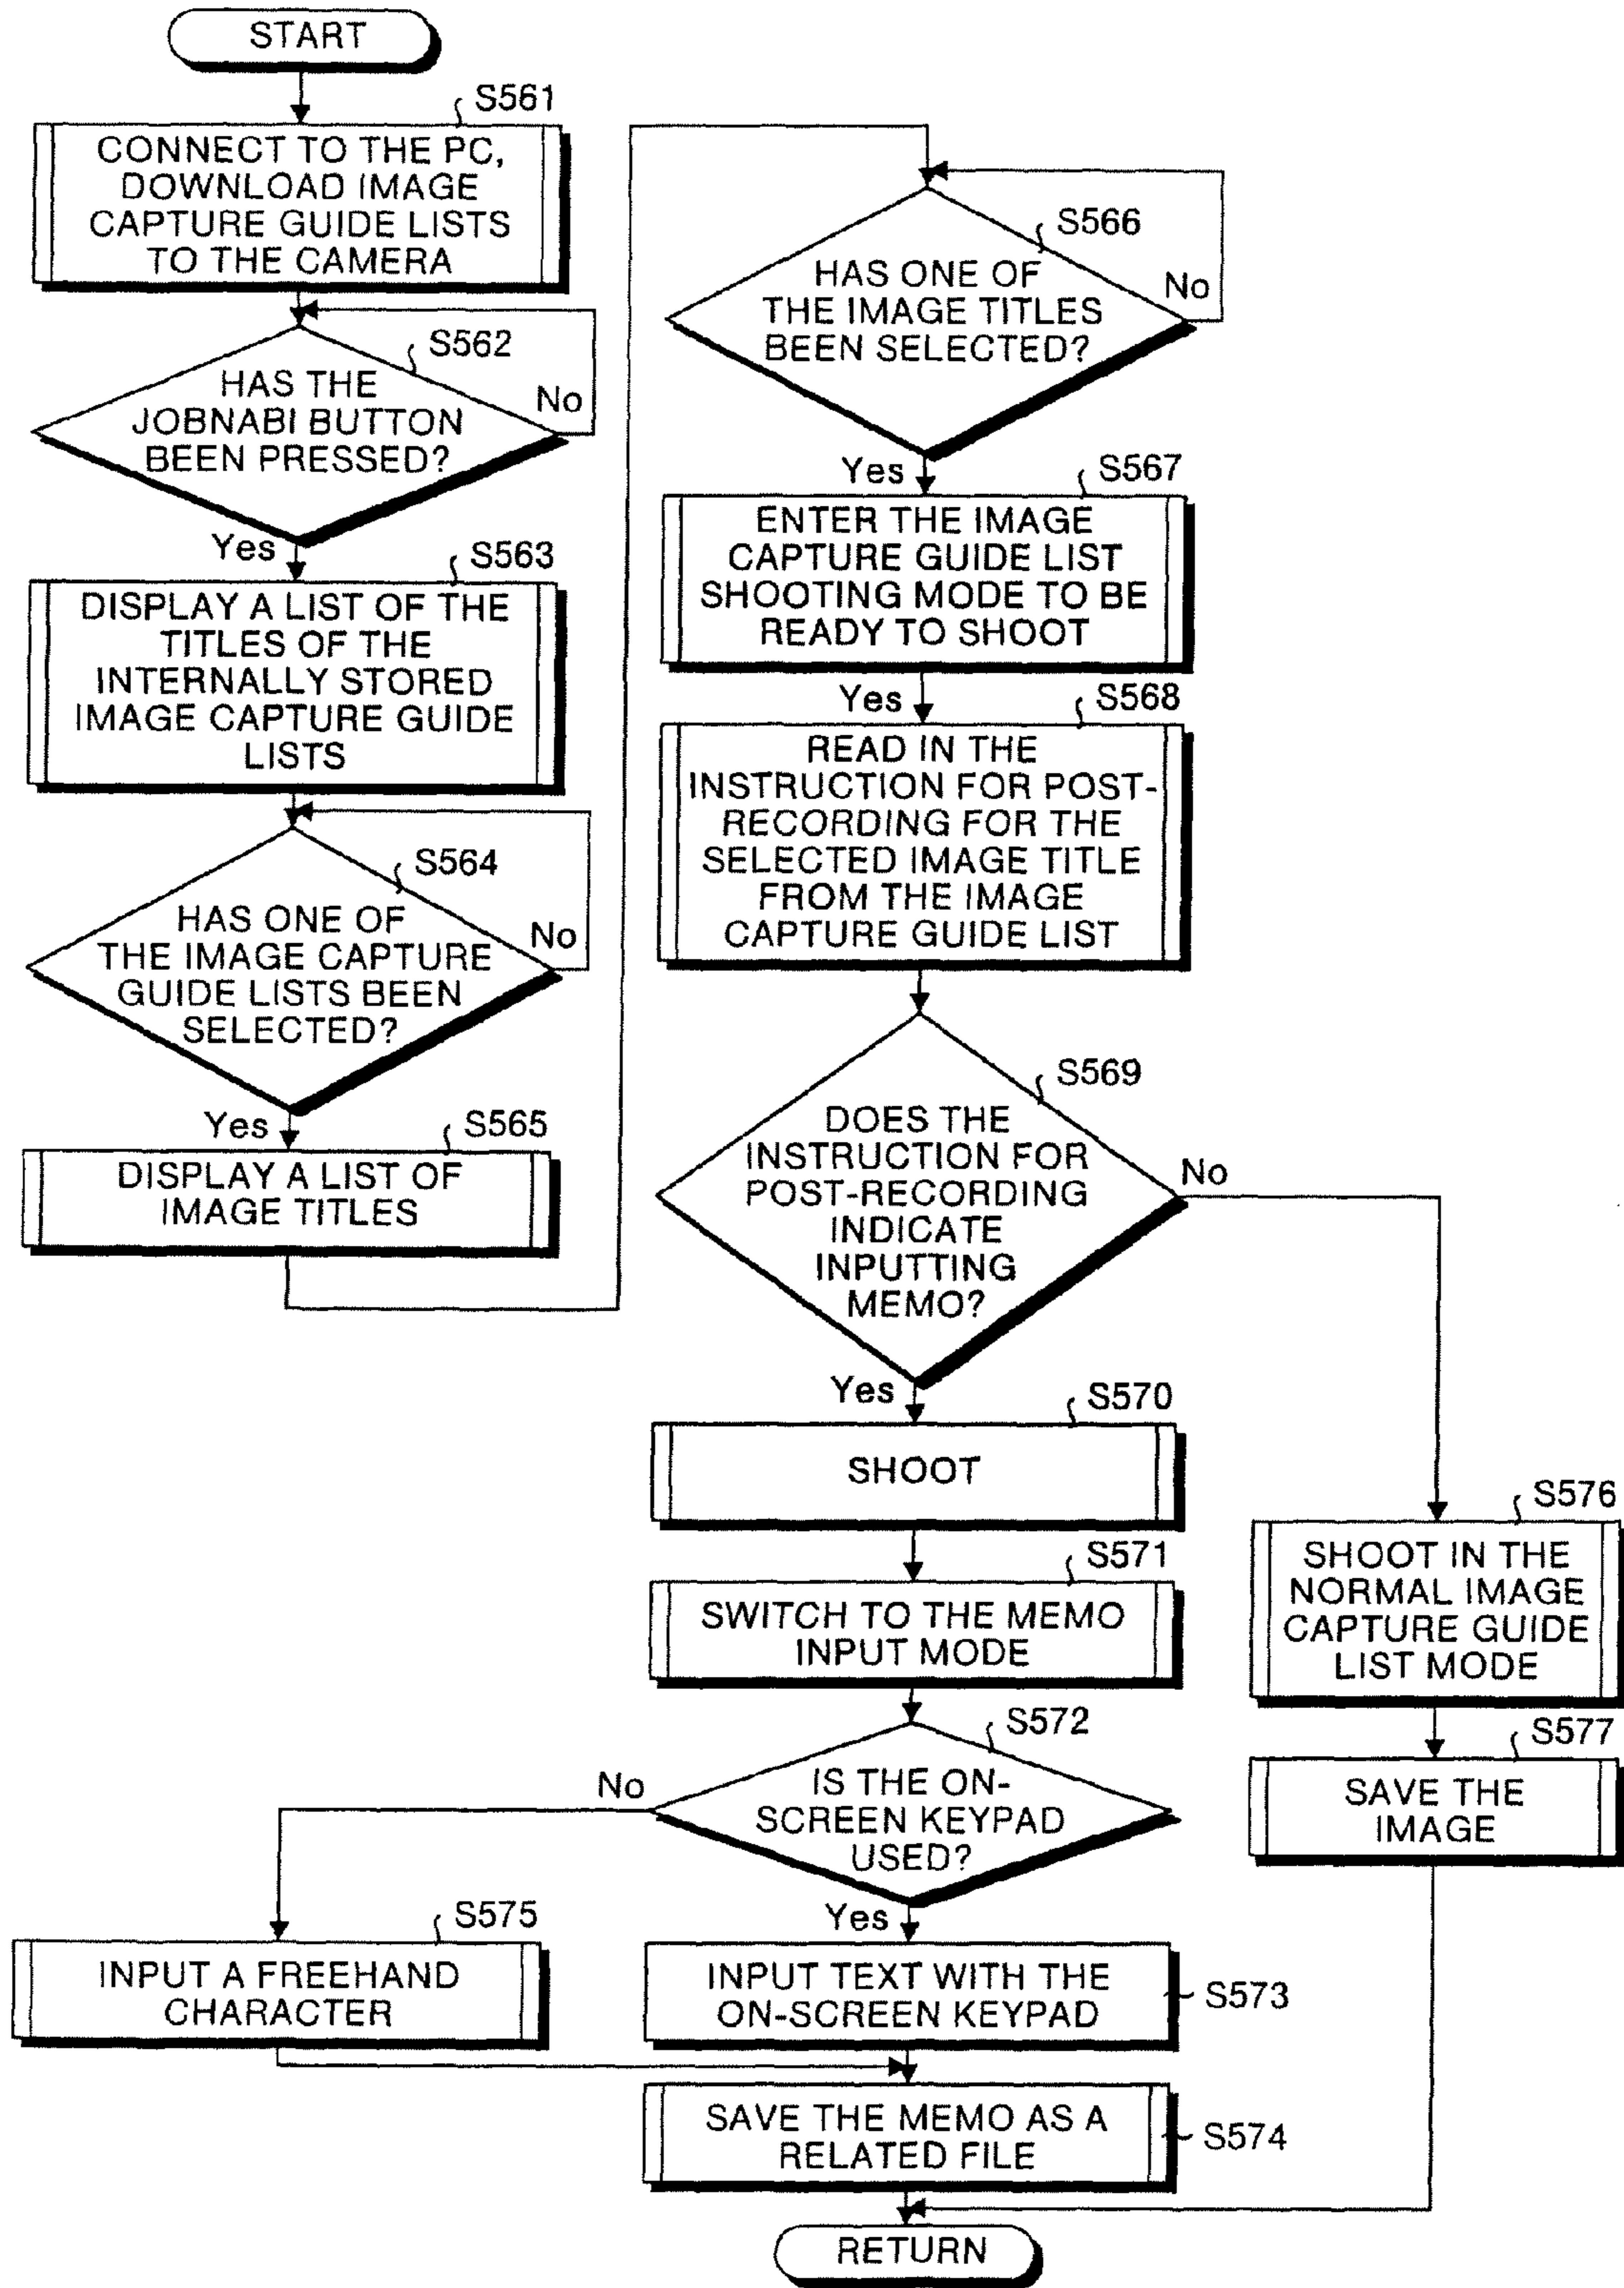 START
S561
CONNECT TO THE PC,
DOWNLOAD IMAGE
CAPTURE GUIDE LISTS
TO THE CAMERA
S562
HAS THE
JOBNABI BUTTON
BEEN PRESSED?
No
Yes
S563
DISPLAY A LIST OF THE
TITLES OF THE
INTERNALLY STORED
IMAGE CAPTURE GUIDE
LISTS
S564
HAS ONE OF
THE IMAGE CAPTURE
GUIDE LISTS BEEN
SELECTED?
No
Yes
S565
DISPLAY A LIST OF
IMAGE TITLES
S566
HAS ONE OF
THE IMAGE TITLES
BEEN SELECTED?
No
Yes
S567
ENTER THE IMAGE
CAPTURE GUIDE LIST
SHOOTING MODE TO BE
READY TO SHOOT
Yes
S568
READ IN THE
INSTRUCTION FOR POST-
RECORDING FOR THE
SELECTED IMAGE TITLE
FROM THE IMAGE
CAPTURE GUIDE LIST
S569
DOES THE
INSTRUCTION FOR
POST-RECORDING
INDICATE
INPUTTING
MEMO?
No
Yes
S570
SHOOT
S571
SWITCH TO THE MEMO
INPUT MODE
S572
IS THE ON-
SCREEN KEYPAD
USED?
No
Yes
S573
INPUT TEXT WITH THE
ON-SCREEN KEYPAD
S575
INPUT A FREEHAND
CHARACTER
S574
SAVE THE MEMO AS A
RELATED FILE
S576
SHOOT IN THE
NORMAL IMAGE
CAPTURE GUIDE
LIST MODE
S577
SAVE THE
IMAGE
RETURN